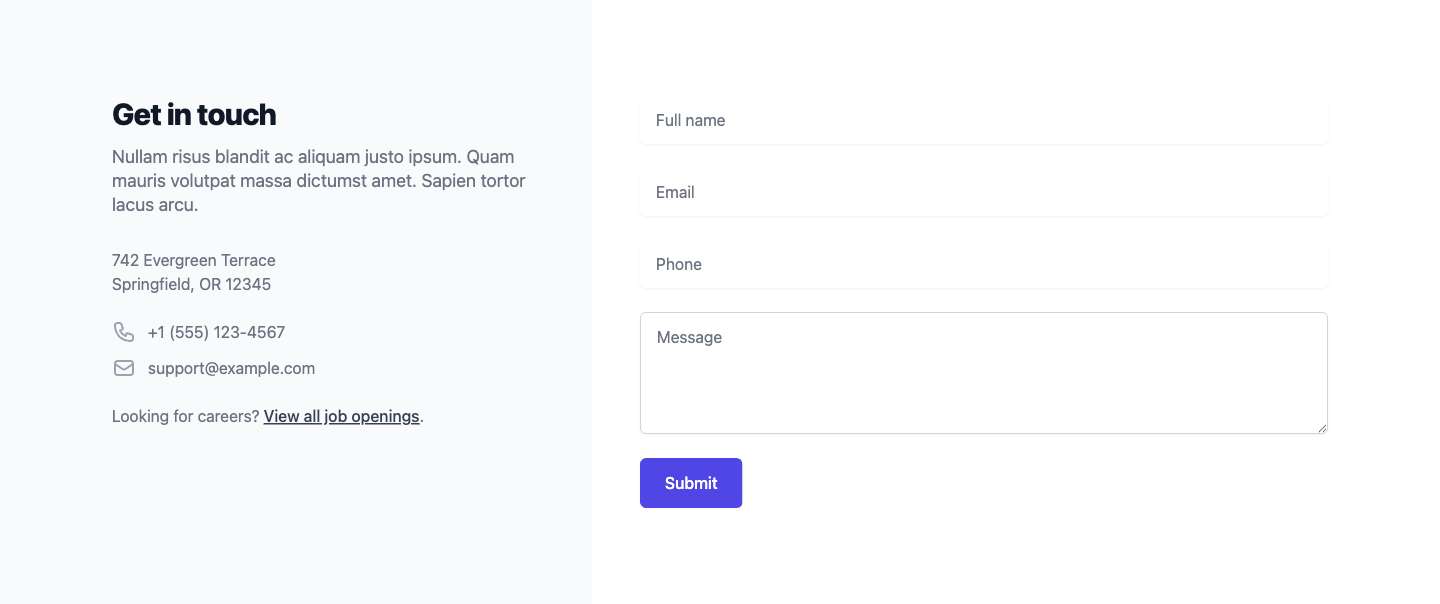 Get in touch
Nullam risus blandit ac aliquam justo ipsum. Quam
mauris volutpat massa dictumst amet. Sapien tortor
lacus arcu.
742 Evergreen Terrace
Springfield, OR 12345
+1 (555) 123-4567
support@example.com
Looking for careers? View all job openings.
Full name
Email
Phone
Message
Submit